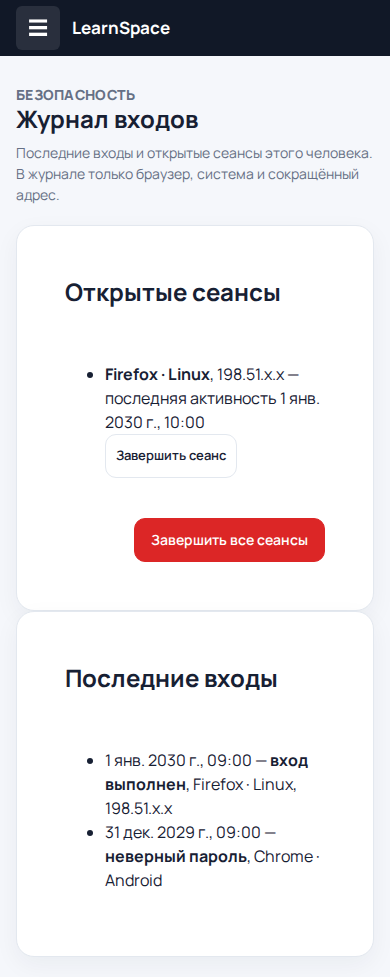 LearnSpace
БЕЗОПАСНОСТЬ
Журнал входов
Последние входы и открытые сеансы этого человека.
В журнале только браузер, система и сокращённый
адрес.
Открытые сеансы
Firefox · Linux, 198.51.x.x —
последняя активность 1 янв.
2030 г., 10:00
Завершить сеанс
Завершить все сеансы
Последние входы
1 янв. 2030 г., 09:00 — вход
выполнен, Firefox · Linux,
198.51.x.x
31 дек. 2029 г., 09:00 —
неверный пароль, Chrome ·
Android